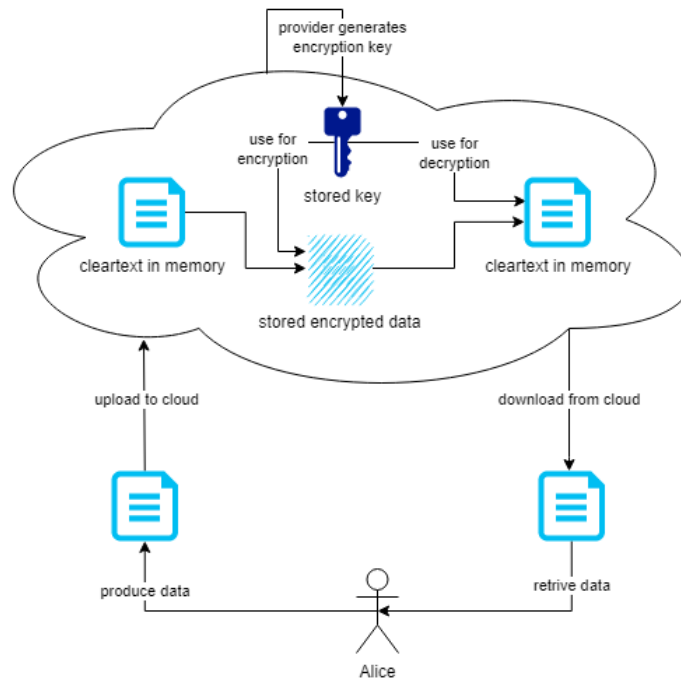 provider generates
encryption key
use for
encryption
use for
decryption
stored key
cleartext in memory
cleartext in memory
stored encrypted data
upload to cloud
download from cloud
produce data
retrive data
Alice